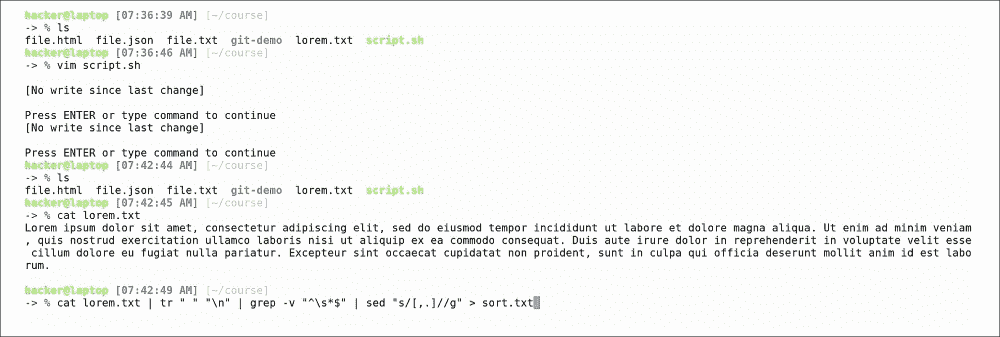 hacker@laptop [07:36:39 AM] [~/course]
-> % ls
file.html  file.json  file.txt  git-demo  lorem.txt  script.sh
hacker@laptop [07:36:46 AM] [~/course]
-> % vim script.sh
[No write since last change]
Press ENTER or type command to continue
[No write since last change]
Press ENTER or type command to continue
hacker@laptop [07:42:44 AM] [~/course]
-> % ls
file.html  file.json  file.txt  git-demo  lorem.txt  script.sh
hacker@laptop [07:42:45 AM] [~/course]
-> % cat lorem.txt
Lorem ipsum dolor sit amet, consectetur adipiscing elit, sed do eiusmod tempor incididunt ut labore et dolore magna aliqua. Ut enim ad minim veniam
, quis nostrud exercitation ullamco laboris nisi ut aliquip ex ea commodo consequat. Duis aute irure dolor in reprehenderit in voluptate velit esse
 cillum dolore eu fugiat nulla pariatur. Excepteur sint occaecat cupidatat non proident, sunt in culpa qui officia deserunt mollit anim id est labo
rum.
hacker@laptop [07:42:49 AM] [~/course]
-> % cat lorem.txt | tr " " "\n" | grep -v "^\s*$" | sed "s/[,.]//g" > sort.txt